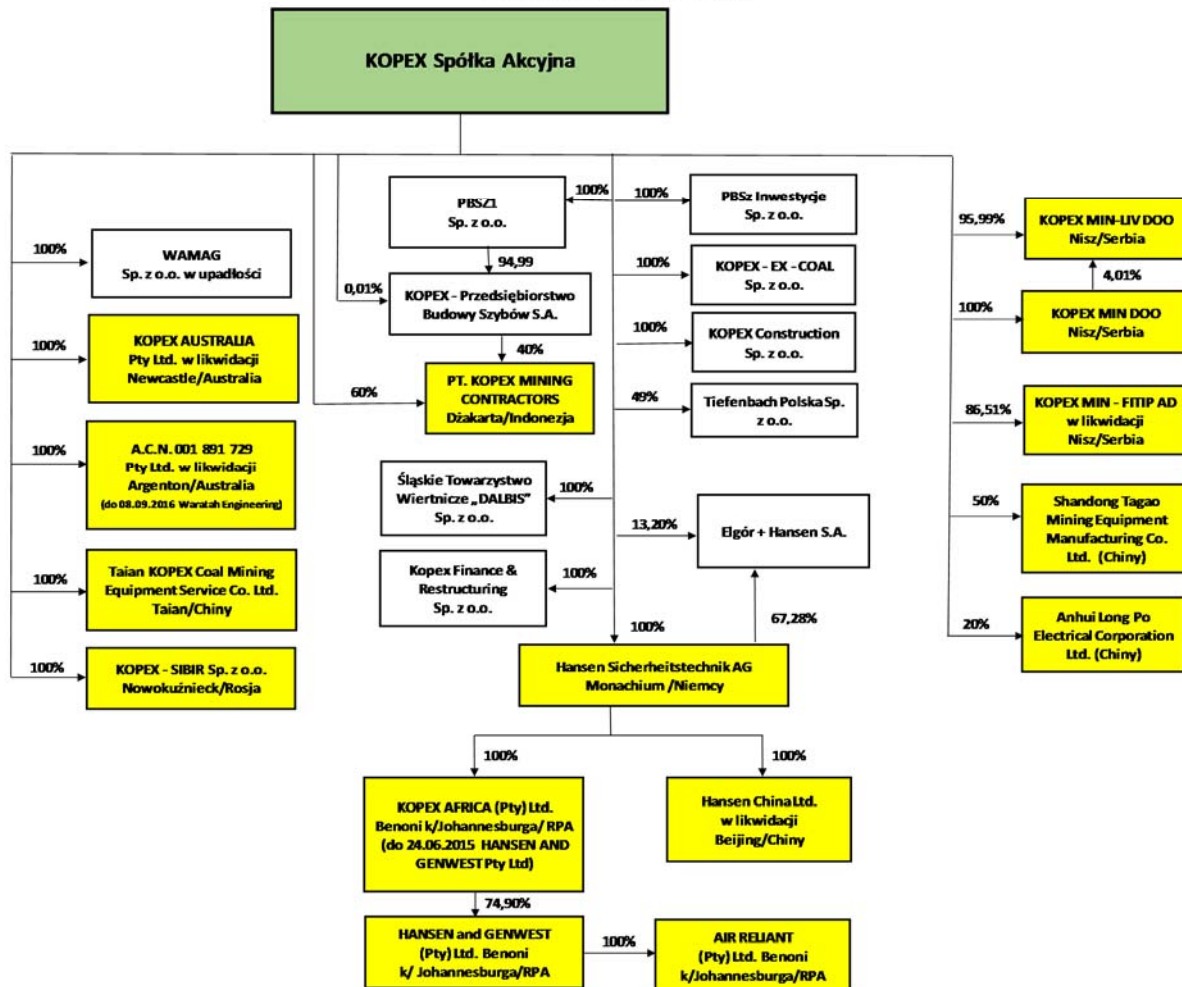 KOPEX Spółka Akcyjna
100%
WAMAG
Sp. z o.o. w upadłości
100%
KOPEX AUSTRALIA
Pty Ltd. w likwidacji
Newcastle/Australia
100%
A.C.N. 001 891 729
Pty Ltd. w likwidacji
Argenton/Australia
(do 08.09.2016 Waratah Engineering)
100%
Taian KOPEX Coal Mining
Equipment Service Co. Ltd.
Taian/Chiny
100%
KOPEX - SIBIR Sp. z o.o.
Nowokuźnieck/Rosja
PBSZ1
Sp. z o.o.
100%
94,99
0,01%
KOPEX - Przedsiębiorstwo
Budowy Szybów S.A.
40%
60%
PT. KOPEX MINING
CONTRACTORS
Dżakarta/Indonezja
Śląskie Towarzystwo
Wiertnicze „DALBIS”
Sp. z o.o.
100%
Kopex Finance &
Restructuring
Sp. z o.o.
100%
100%
PBSz Inwestycje
Sp. z o.o.
100%
KOPEX - EX - COAL
Sp. z o.o.
100%
KOPEX Construction
Sp. z o.o.
49%
Tiefenbach Polska Sp.
z o.o.
13,20%
Elgór + Hansen S.A.
67,28%
100%
Hansen Sicherheitstechnik AG
Monachium /Niemcy
100%
KOPEX AFRICA (Pty) Ltd.
Benoni k/Johannesburga/ RPA
(do 24.06.2015 HANSEN AND
GENWEST Pty Ltd)
100%
Hansen China Ltd.
w likwidacji
Beijing/Chiny
74,90%
HANSEN and GENWEST
(Pty) Ltd. Benoni
k/ Johannesburga/RPA
100%
AIR RELIANT
(Pty) Ltd. Benoni
k/Johannesburga/RPA
95,99%
KOPEX MIN-LIV DOO
Nisz/Serbia
4,01%
100%
KOPEX MIN DOO
Nisz/Serbia
86,51%
KOPEX MIN - FITIP AD
w likwidacji
Nisz/Serbia
50%
Shandong Tagao
Mining Equipment
Manufacturing Co.
Ltd. (Chiny)
20%
Anhui Long Po
Electrical Corporation
Ltd. (Chiny)